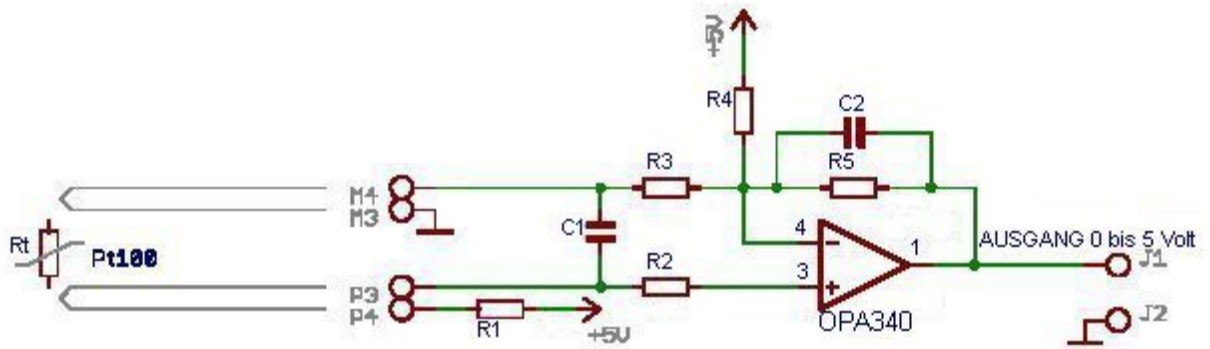 +5V
R4
C2
R3
R5
M4
M3
C1
4
1
AUSGANG 0 bis 5 Volt
J1
Rt
Pt100
P3
R2
3
P4
R1
+5V
OPA340
J2